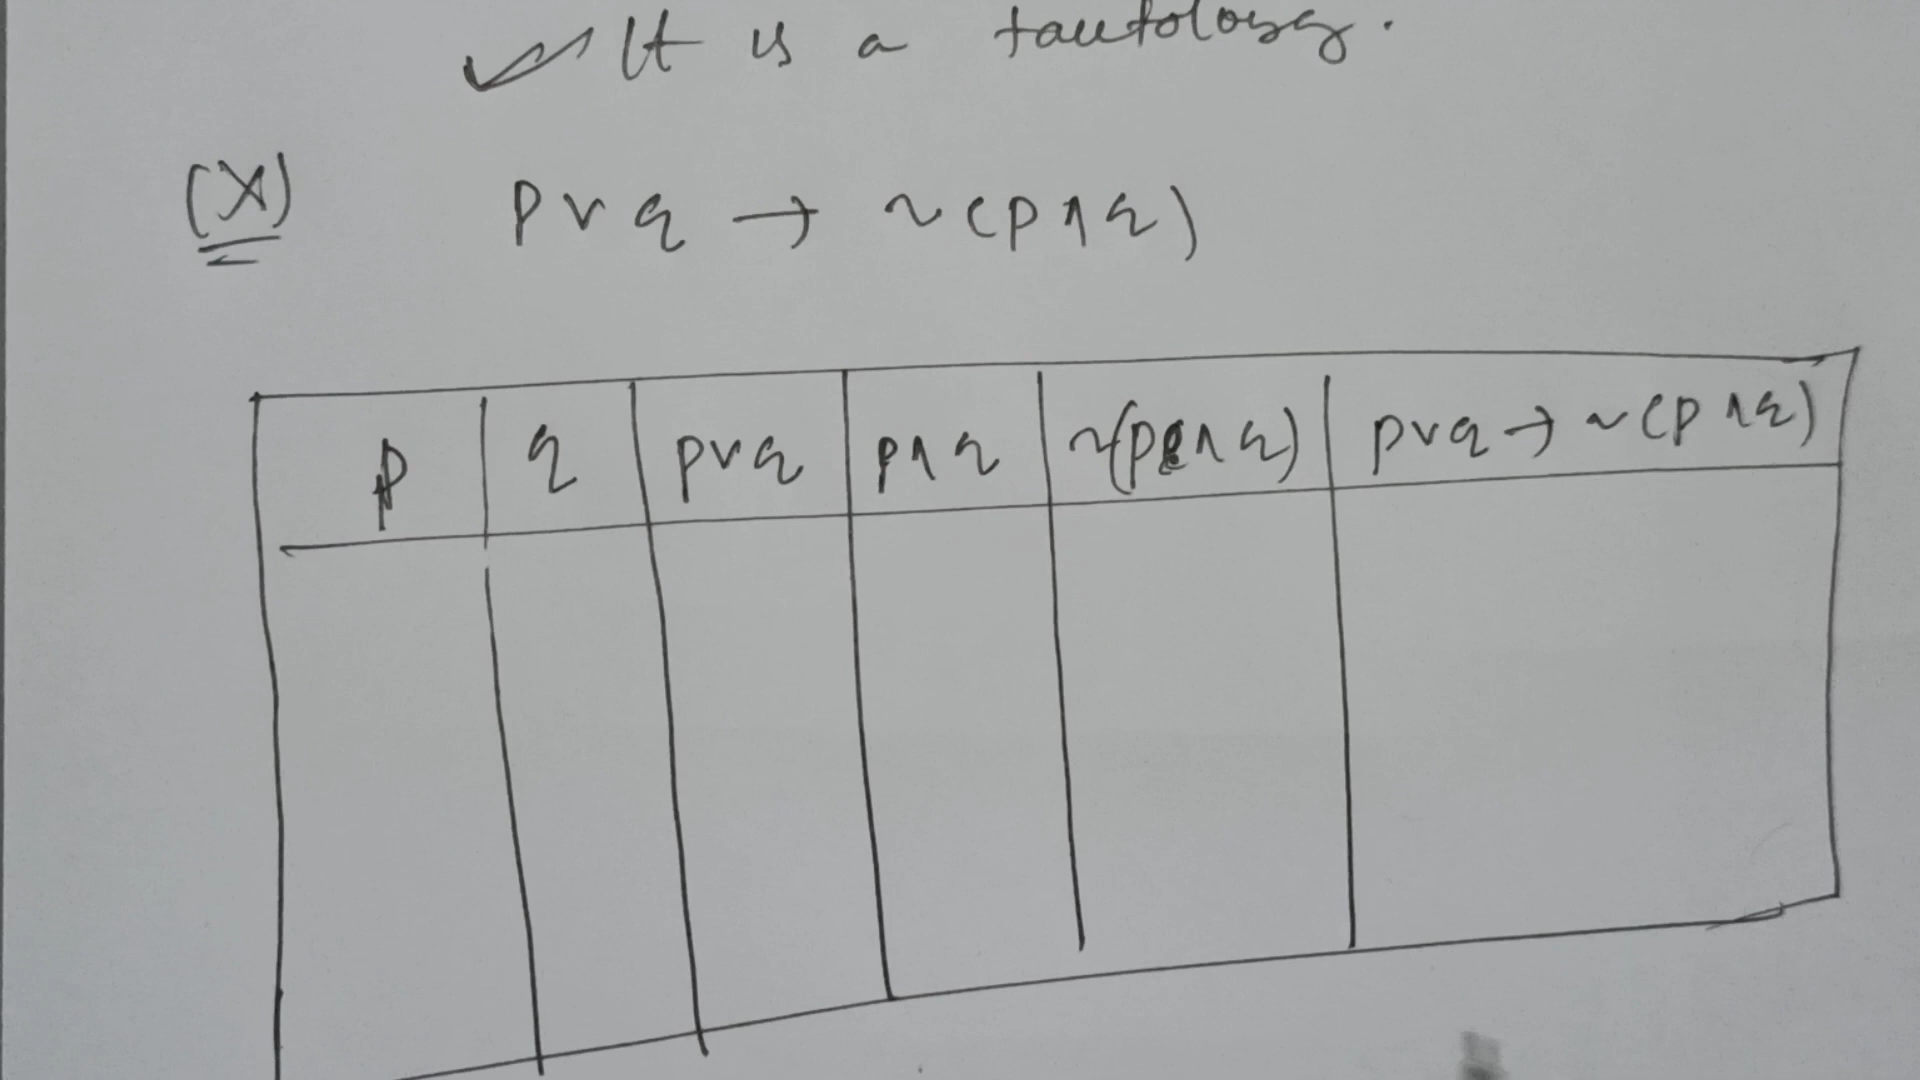 It is a tautology.
(X) p ∨ q → ~(p ∧ q)
p q p∨q p∧q ~(p∧q) p∨q → ~(p∧q)